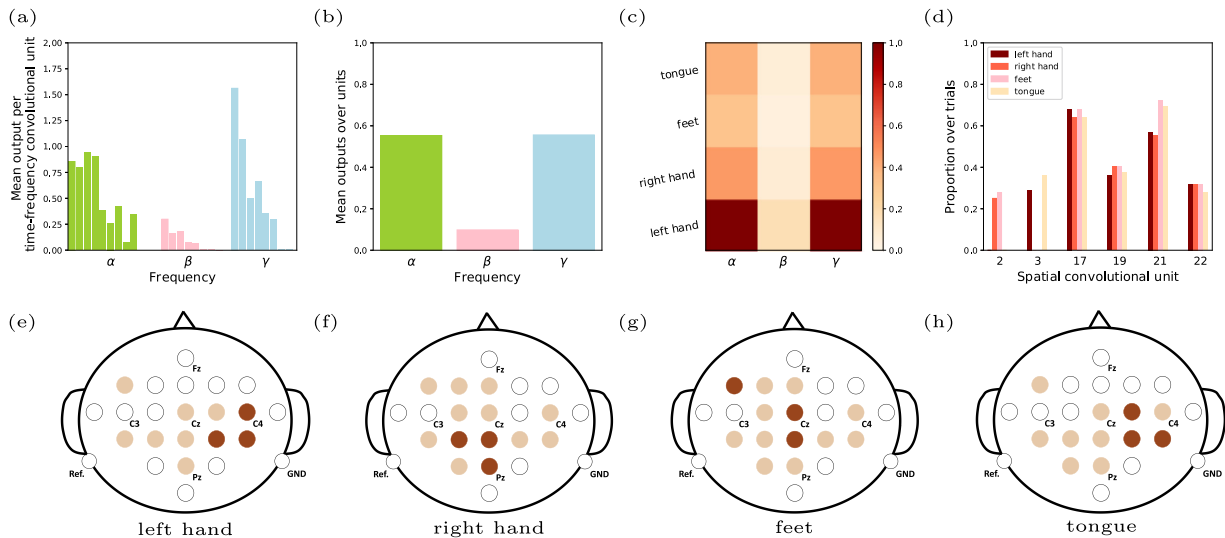 (a)
Mean output per
time-frequency convolutional unit
2.00
1.75
1.50
1.25
1.00
0.75
0.50
0.25
0.00
α
β
γ
Frequency
(b)
Mean outputs over units
1.0
0.8
0.6
0.4
0.2
0.0
α
β
γ
Frequency
(c)
tongue
feet
right hand
left hand
α
β
γ
1.0
0.8
0.6
0.4
0.2
0.0
(d)
Proportion over trials
1.0
0.8
0.6
0.4
0.2
0.0
left hand
right hand
feet
tongue
2
3
17
19
21
22
Spatial convolutional unit
(e)
Fz
C3
Cz
C4
Ref.
Pz
GND
left hand
(f)
Fz
C3
Cz
C4
Ref.
Pz
GND
right hand
(g)
Fz
C3
Cz
C4
Ref.
Pz
GND
feet
(h)
Fz
C3
Cz
C4
Ref.
Pz
GND
tongue